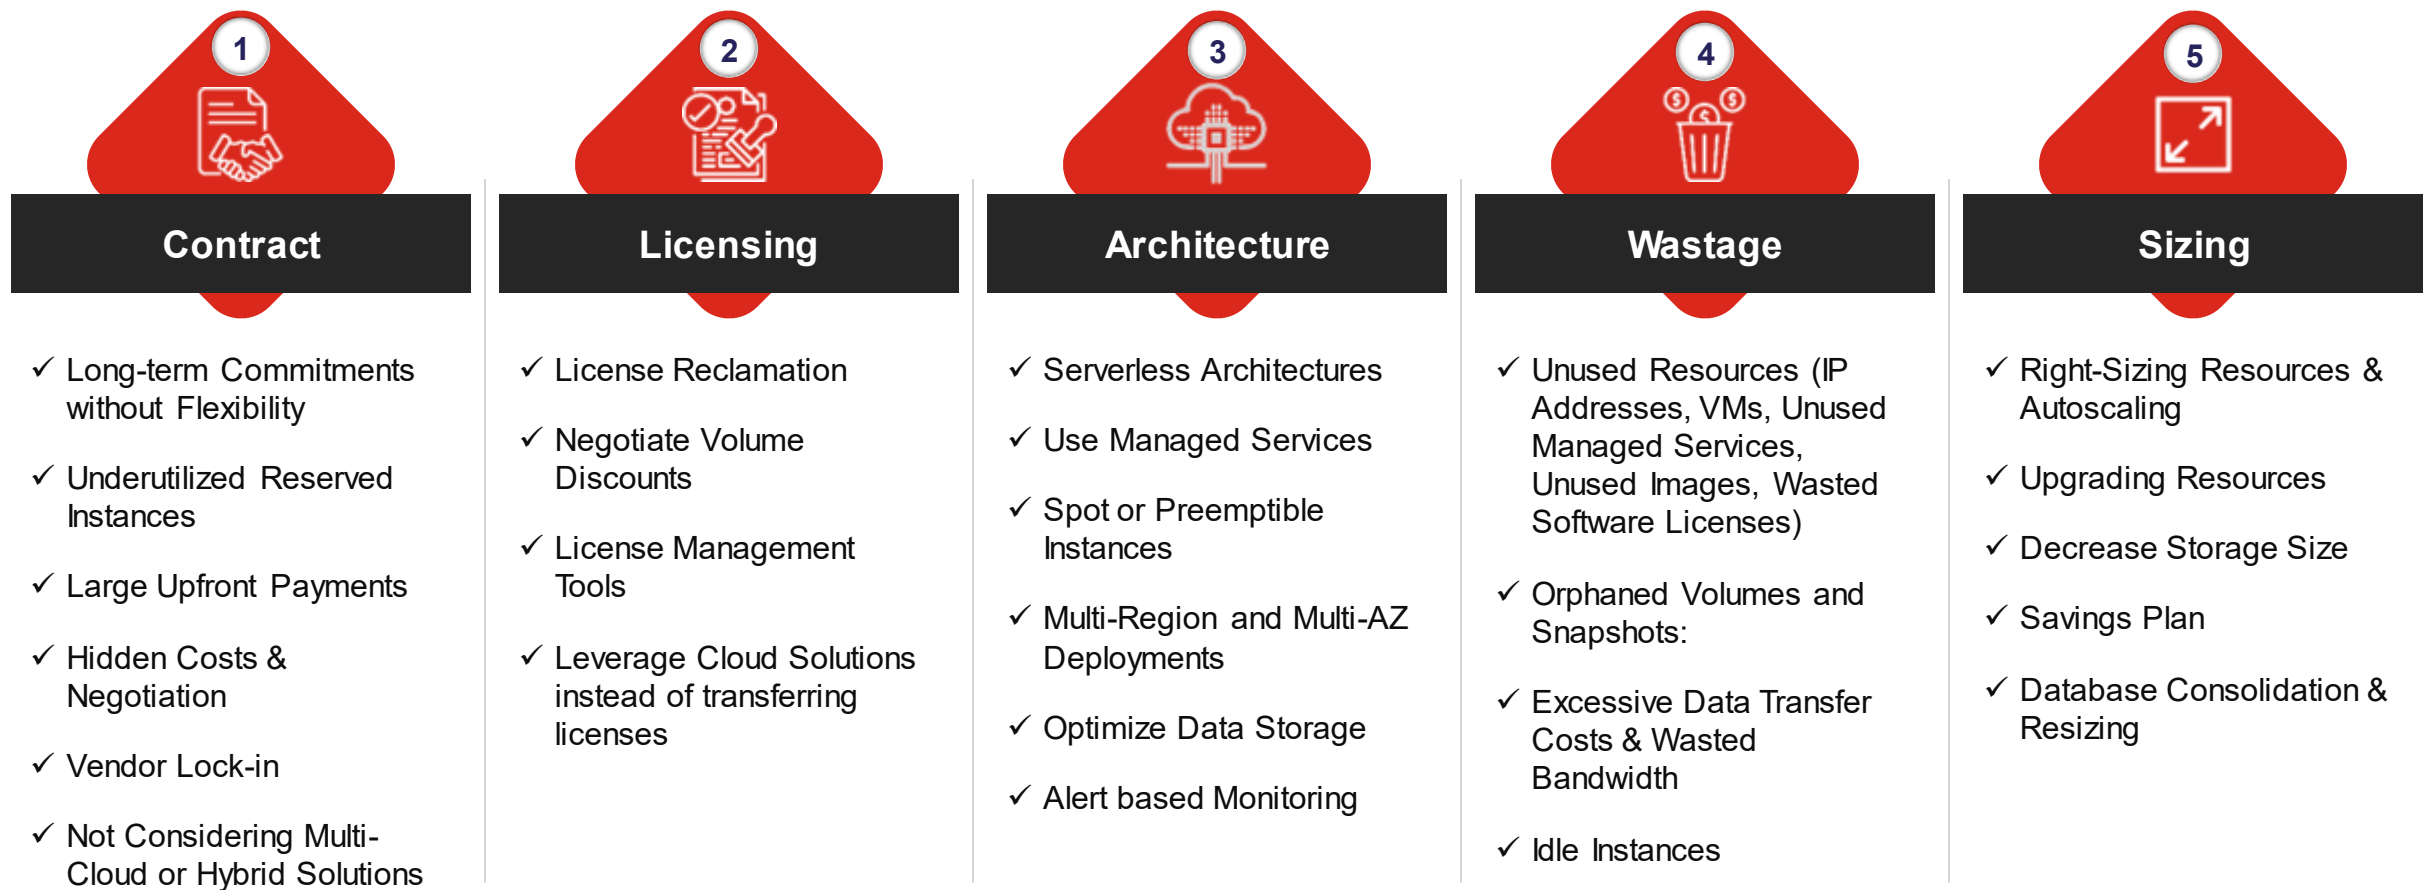 1
Contract
Long-term Commitments
without Flexibility
Underutilized Reserved
Instances
Large Upfront Payments
Hidden Costs &
Negotiation
Vendor Lock-in
Not Considering Multi-
Cloud or Hybrid Solutions
2
Licensing
License Reclamation
Negotiate Volume
Discounts
License Management
Tools
Leverage Cloud Solutions
instead of transferring
licenses
3
Architecture
Serverless Architectures
Use Managed Services
Spot or Preemptible
Instances
Multi-Region and Multi-AZ
Deployments
Optimize Data Storage
Alert based Monitoring
4
$ $
$
Wastage
Unused Resources (IP
Addresses, VMs, Unused
Managed Services,
Unused Images, Wasted
Software Licenses)
Orphaned Volumes and
Snapshots:
Excessive Data Transfer
Costs & Wasted
Bandwidth
Idle Instances
5
Sizing
Right-Sizing Resources &
Autoscaling
Upgrading Resources
Decrease Storage Size
Savings Plan
Database Consolidation &
Resizing